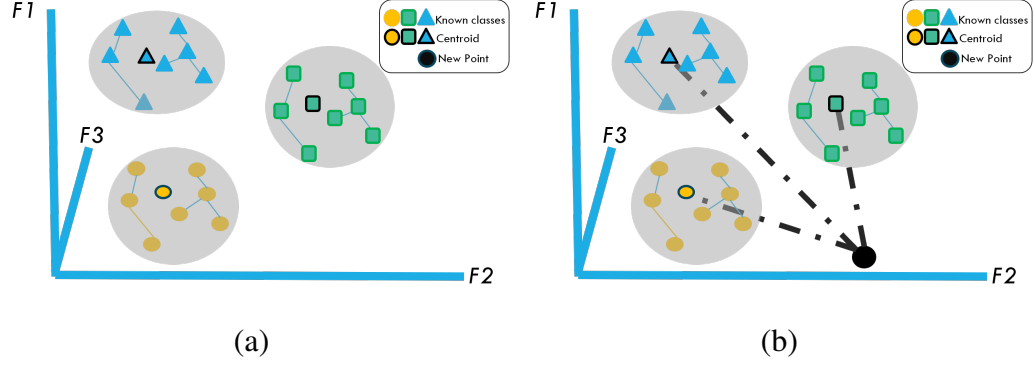 F1
Known classes
Centroid
New Point
F3
F2
(a)
F1
Known classes
Centroid
New Point
F3
F2
(b)